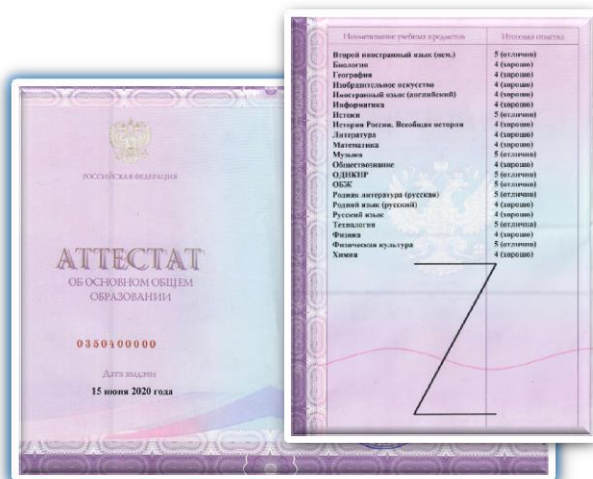 РОССИЙСКАЯ ФЕДЕРАЦИЯ
АТТЕСТАТ
ОБ ОСНОВНОМ ОБЩЕМ
ОБРАЗОВАНИИ
0350400000
Дата выдачи
15 июня 2020 года
Наименование учебных предметов Итоговая отметка
Второй иностранный язык (нем.) 5 (отлично)
Биология 4 (хорошо)
География 4 (хорошо)
Изобразительное искусство 4 (хорошо)
Иностранный язык (английский) 4 (хорошо)
Информатика 4 (хорошо)
Истоки 5 (отлично)
История России. Всеобщая история 4 (хорошо)
Литература 4 (хорошо)
Математика 4 (хорошо)
Музыка 5 (отлично)
Обществознание 4 (хорошо)
ОДНКНР 5 (отлично)
ОБЖ 5 (отлично)
Родная литература (русская) 5 (отлично)
Родной язык (русский) 4 (хорошо)
Русский язык 4 (хорошо)
Технология 5 (отлично)
Физика 4 (хорошо)
Физическая культура 5 (отлично)
Химия 4 (хорошо)